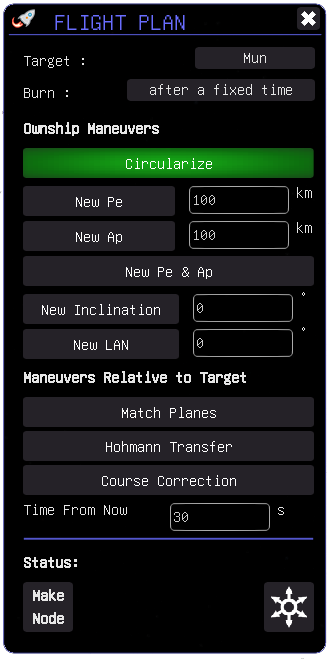 FLIGHT PLAN
Target : Mun
Burn : after a fixed time
Ownship Maneuvers
Circularize
New Pe 100 km
New Ap 100 km
New Pe & Ap
New Inclination 0 °
New LAN 0 °
Maneuvers Relative to Target
Match Planes
Hohmann Transfer
Course Correction
Time From Now 30 s
Status:
Make
Node